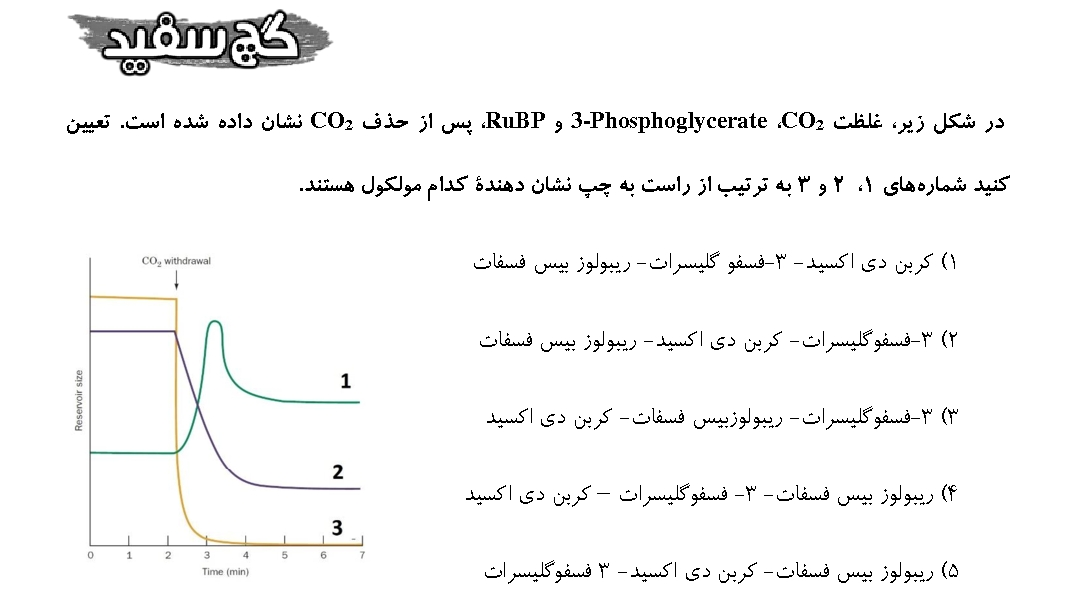 گچ سفید
در شکل زیر، غلظت CO₂، 3-Phosphoglycerate و RuBP، پس از حذف CO₂ نشان داده شده است. تعیین
کنید شماره‌های ۱، ۲ و ۳ به ترتیب از راست به چپ نشان دهندهٔ کدام مولکول هستند.
۱) کربن دی اکسید- ۳-فسفو گلیسرات- ریبولوز بیس فسفات
۲) ۳-فسفوگلیسرات- کربن دی اکسید- ریبولوز بیس فسفات
۳) ۳-فسفوگلیسرات- ریبولوزبیس فسفات- کربن دی اکسید
۴) ریبولوز بیس فسفات- ۳- فسفوگلیسرات – کربن دی اکسید
۵) ریبولوز بیس فسفات- کربن دی اکسید- ۳ فسفوگلیسرات
CO₂ withdrawal
Reservoir size
1
2
3
0 1 2 3 4 5 6 7
Time (min)